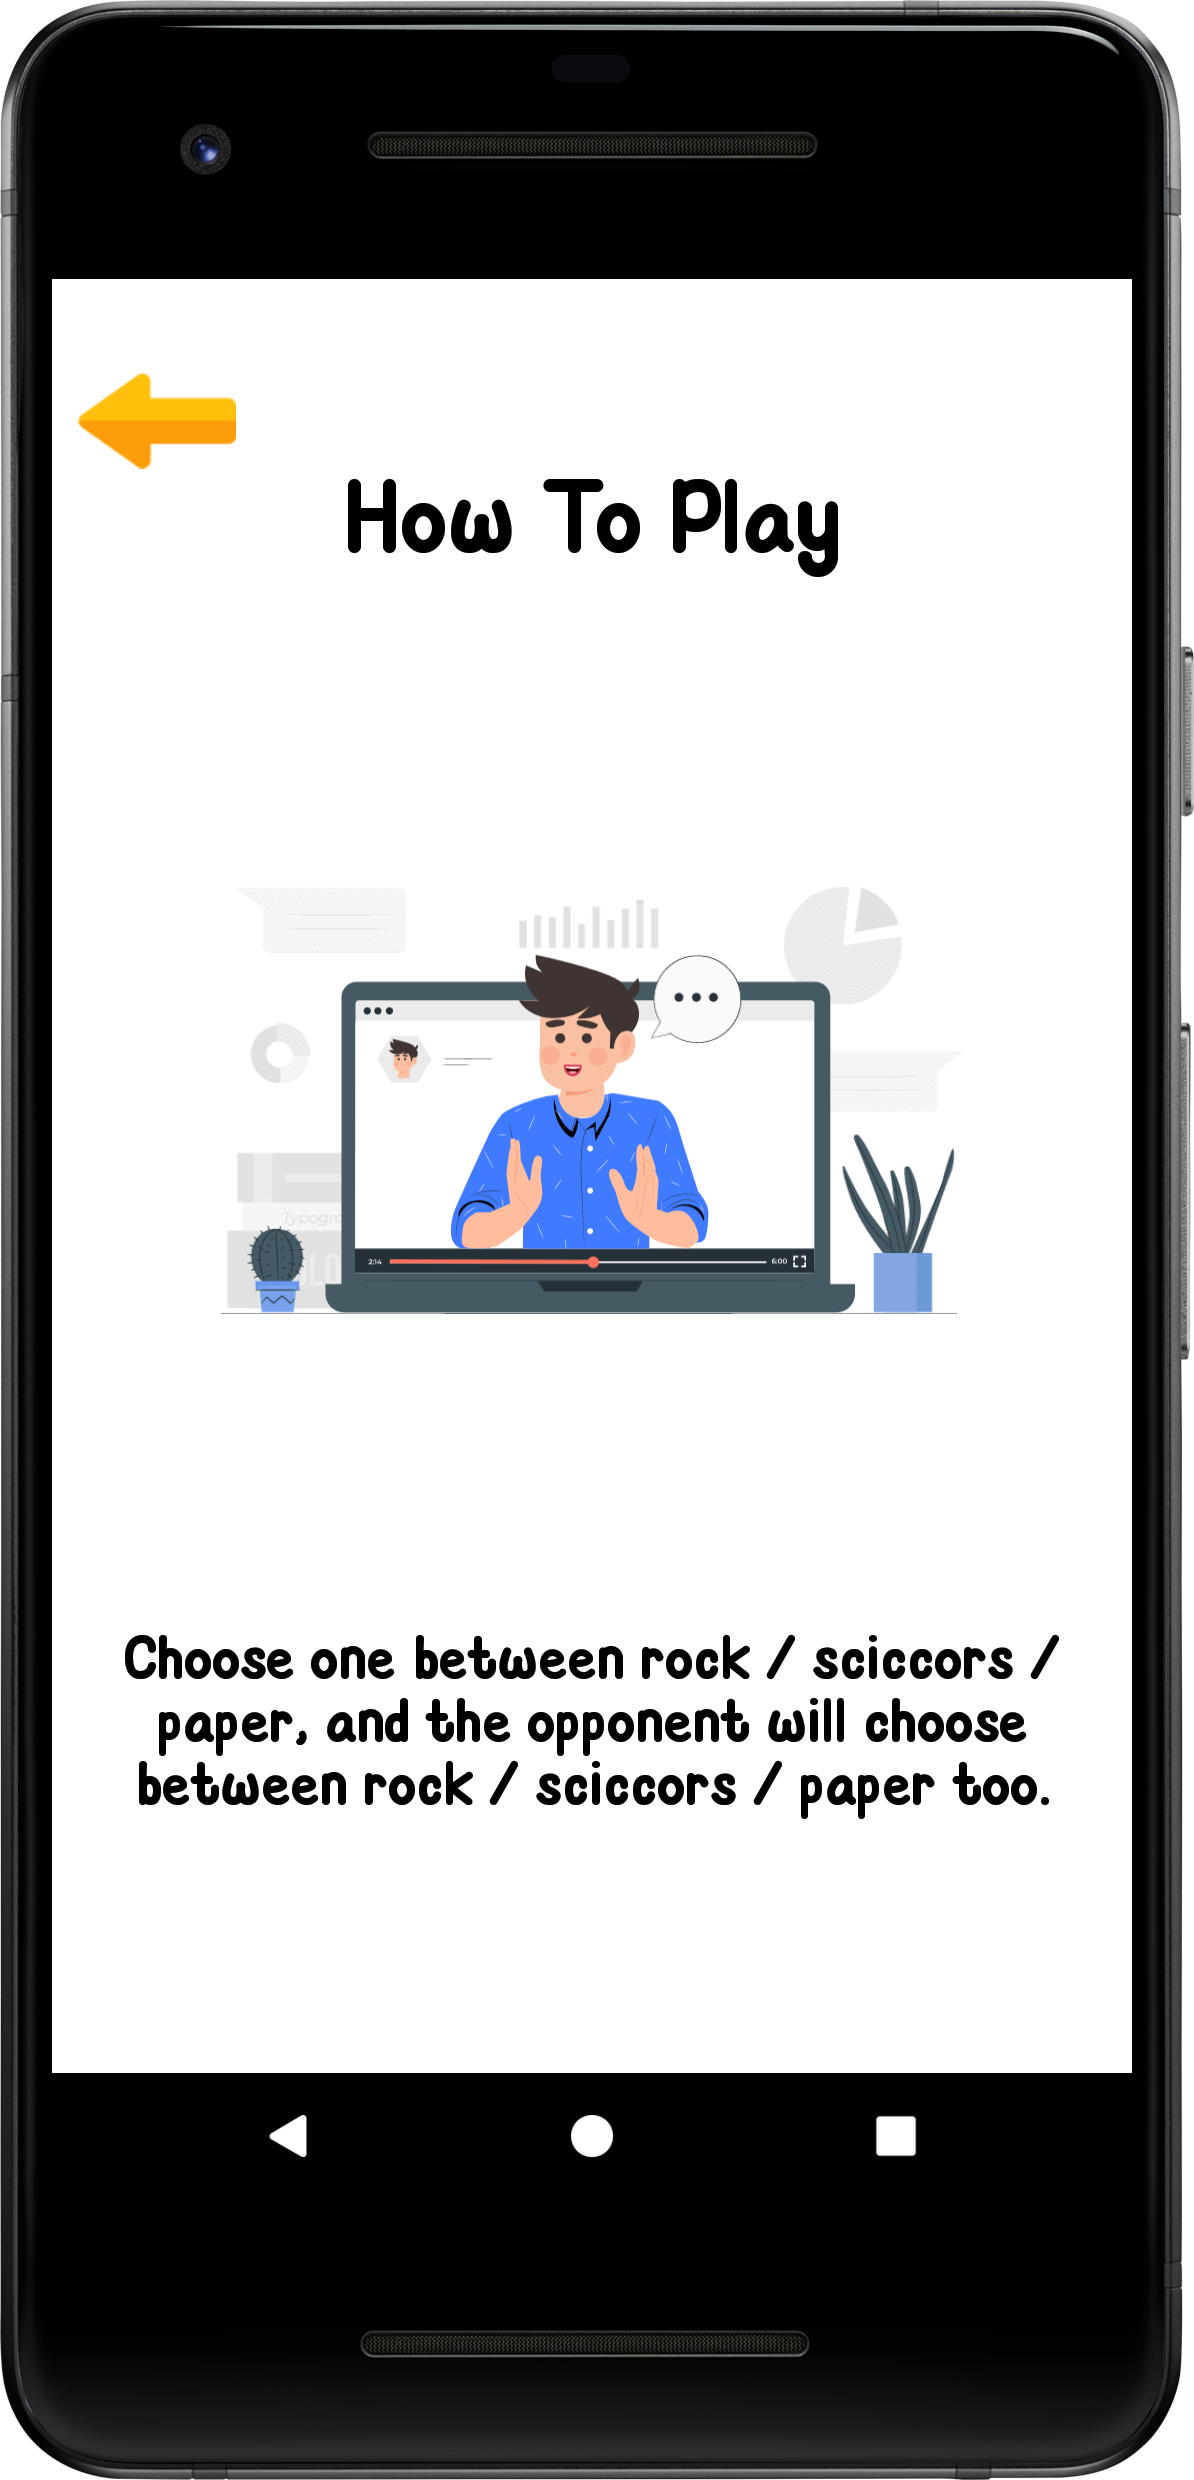 How To Play
Typogra
2:14
6:00
Choose one between rock / sciccors /
paper, and the opponent will choose
between rock / sciccors / paper too.